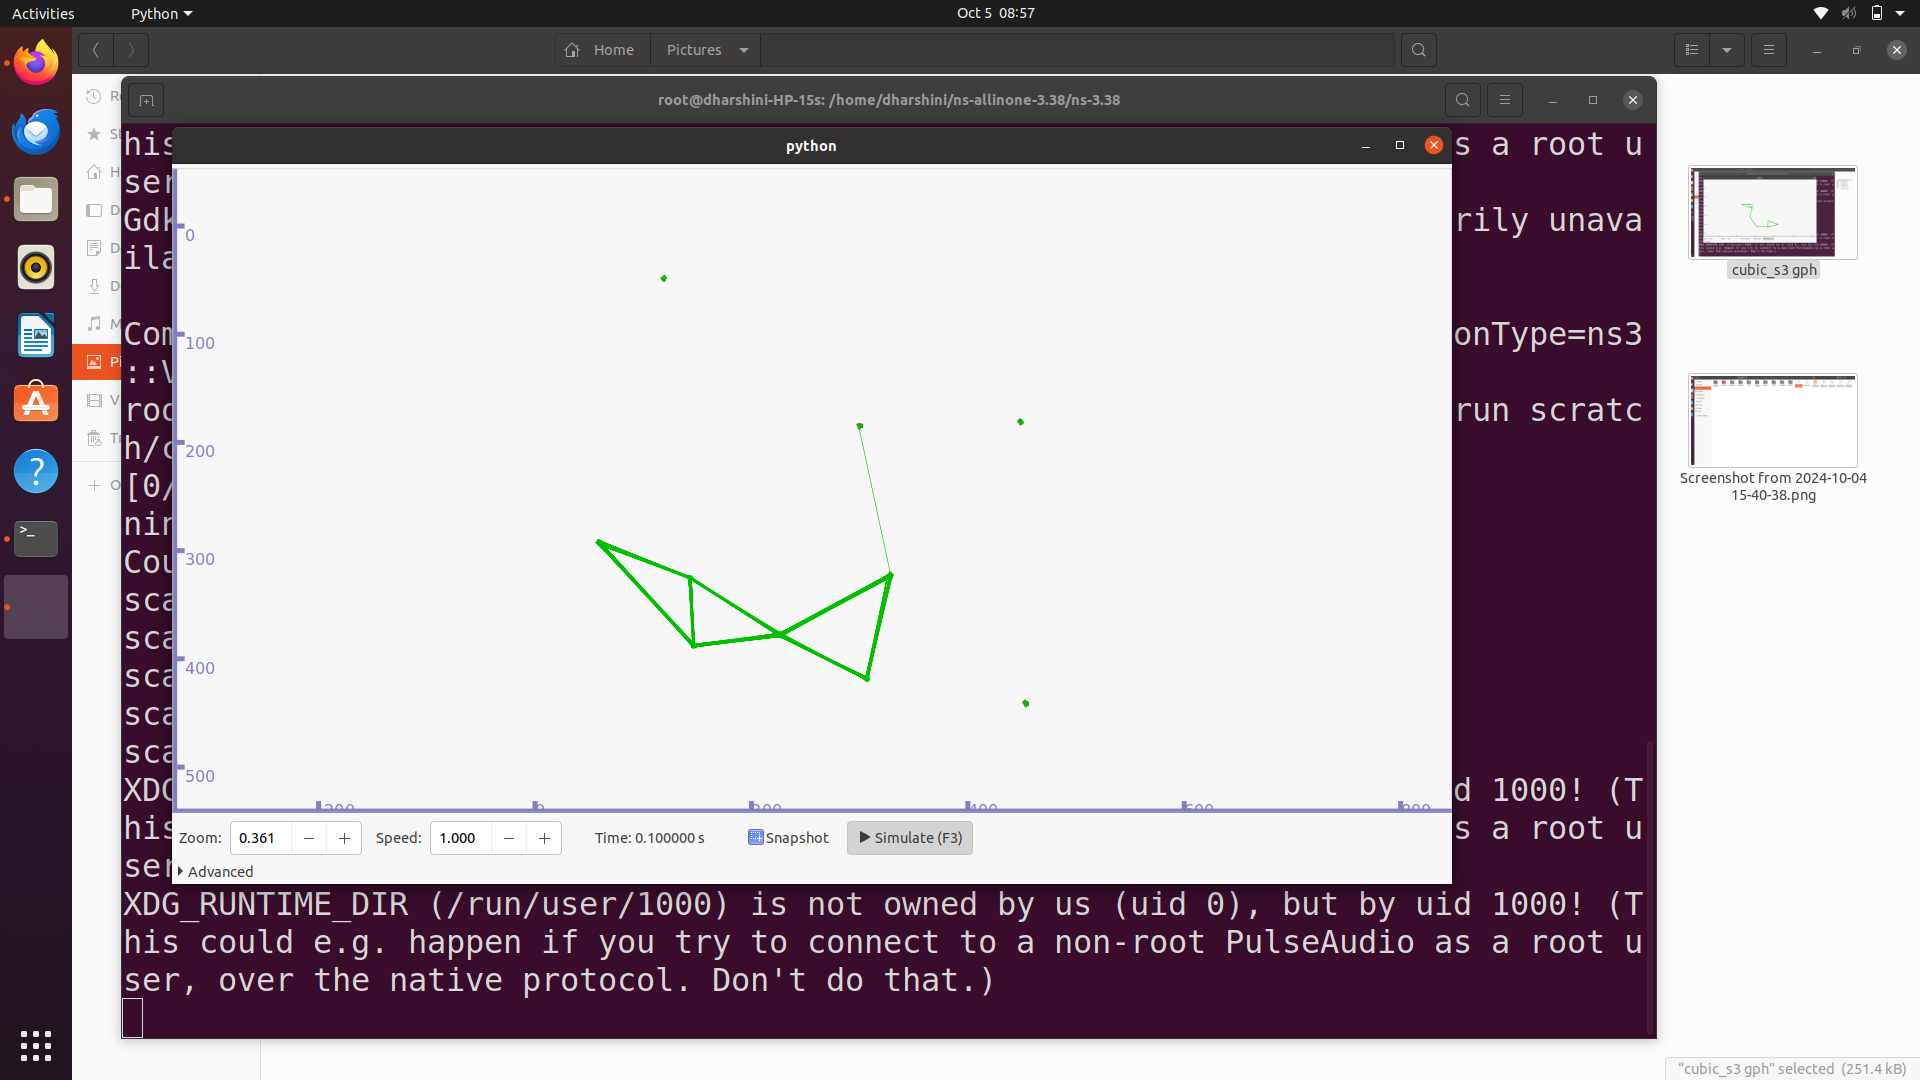 Activities
Python
Oct 5 08:57
Home
Pictures
root@dharshini-HP-15s: /home/dharshini/ns-allinone-3.38/ns-3.38
python
his
s a root u
ser
Gdk
rily unava
ila
Com
onType=ns3
::V
roo
run scratc
h/c
[0/
nin
Cou
sca
sca
sca
sca
sca
XDG
d 1000! (T
his
s a root u
ser
0
100
200
300
400
500
Zoom: 0.361 Speed: 1.000 Time: 0.100000 s Snapshot Simulate (F3)
Advanced
XDG_RUNTIME_DIR (/run/user/1000) is not owned by us (uid 0), but by uid 1000! (T
his could e.g. happen if you try to connect to a non-root PulseAudio as a root u
ser, over the native protocol. Don't do that.)
cubic_s3 gph
Screenshot from 2024-10-04
15-40-38.png
"cubic_s3 gph" selected (251.4 kB)